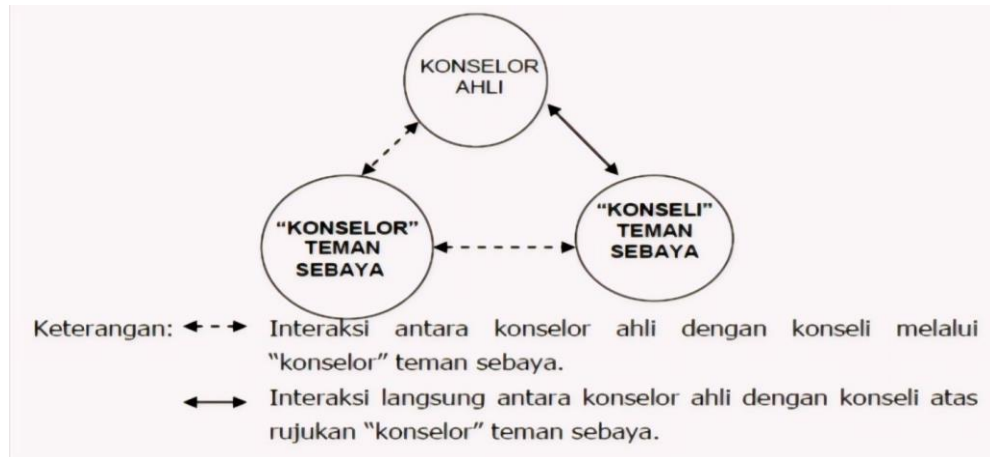 KONSELOR
AHLI
“KONSELOR”
TEMAN
SEBAYA
“KONSELI”
TEMAN
SEBAYA
Keterangan: Interaksi antara konselor ahli dengan konseli melalui
“konselor” teman sebaya.
Interaksi langsung antara konselor ahli dengan konseli atas
rujukan “konselor” teman sebaya.